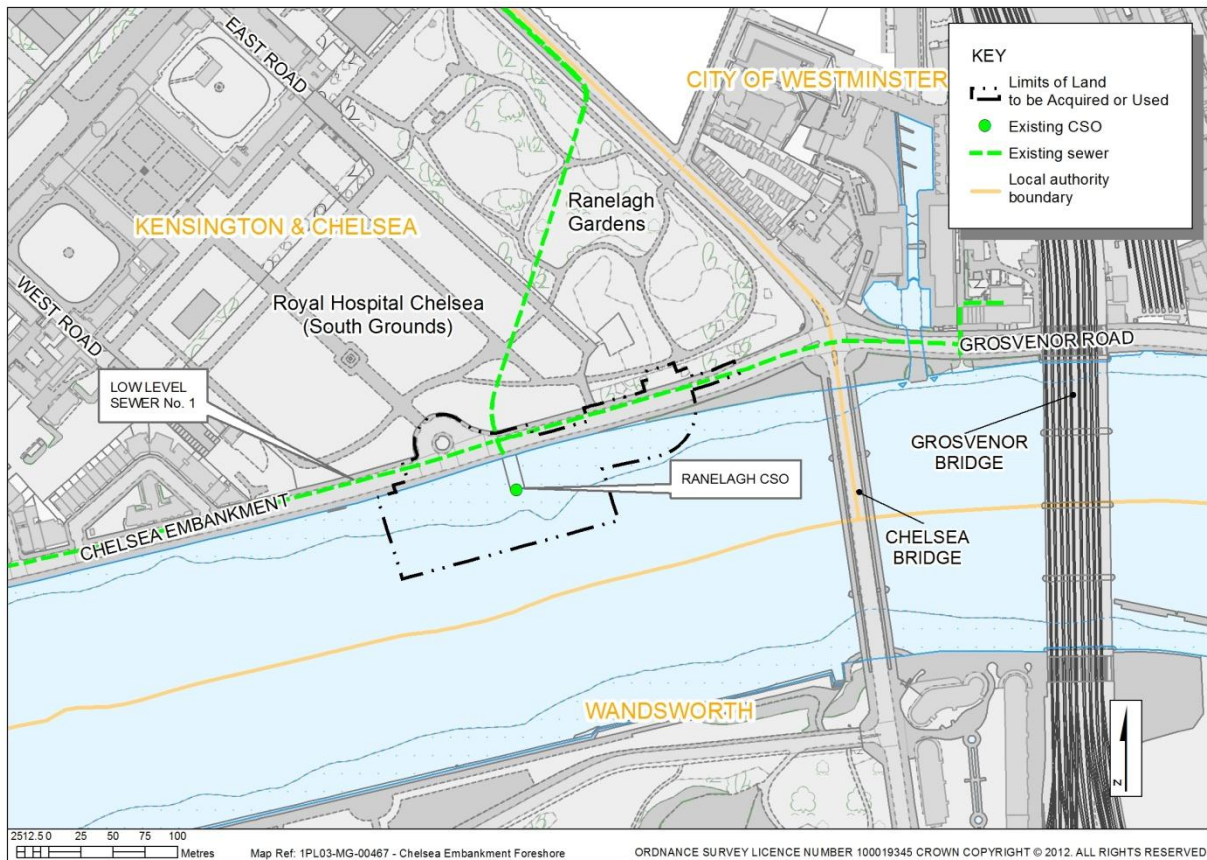 EAST ROAD
CITY OF WESTMINSTER
KEY
Limits of Land
to be Acquired or Used
Existing CSO
Existing sewer
Local authority
boundary
Ranelagh
Gardens
KENSINGTON & CHELSEA
WEST ROAD
Royal Hospital Chelsea
(South Grounds)
LOW LEVEL
SEWER No. 1
GROSVENOR ROAD
GROSVENOR
BRIDGE
RANELAGH CSO
CHELSEA EMBANKMENT
CHELSEA
BRIDGE
WANDSWORTH
N
2512.5 0 25 50 75 100
Metres
Map Ref: 1PL03-MG-00467 - Chelsea Embankment Foreshore
ORDNANCE SURVEY LICENCE NUMBER 100019345 CROWN COPYRIGHT © 2012. ALL RIGHTS RESERVED